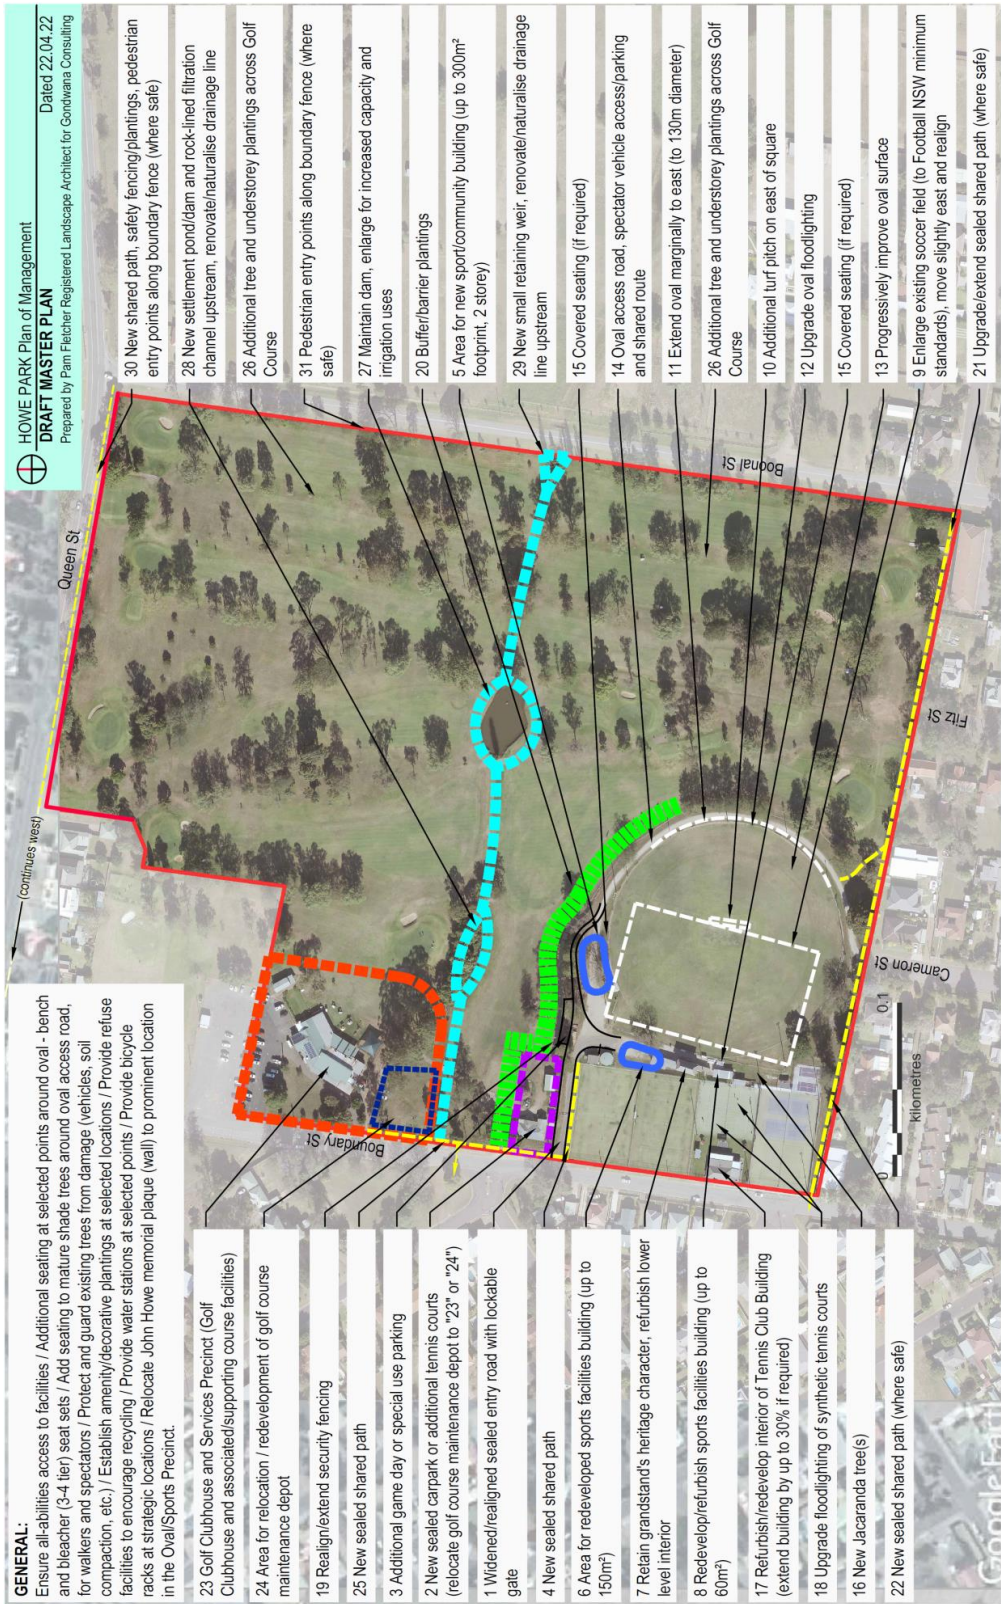 HOWE PARK Plan of Management
DRAFT MASTER PLAN Dated 22.04.22
Prepared by Pam Fletcher Registered Landscape Architect for Gondwana Consulting
GENERAL:
Ensure all-abilities access to facilities / Additional seating at selected points around oval - bench
and bleacher (3-4 tier) seat sets / Add seating to mature shade trees around oval access road,
for walkers and spectators / Protect and guard existing trees from damage (vehicles, soil
compaction, etc.) / Establish amenity/decorative plantings at selected locations / Provide refuse
facilities to encourage recycling / Provide water stations at selected points / Provide bicycle
racks at strategic locations / Relocate John Howe memorial plaque (wall) to prominent location
in the Oval/Sports Precinct.
23 Golf Clubhouse and Services Precinct (Golf
Clubhouse and associated/supporting course facilities)
24 Area for relocation / redevelopment of golf course
maintenance depot
19 Realign/extend security fencing
25 New sealed shared path
3 Additional game day or special use parking
2 New sealed carpark or additional tennis courts
(relocate golf course maintenance depot to "23" or "24")
1 Widened/realigned sealed entry road with lockable
gate
4 New sealed shared path
6 Area for redeveloped sports facilities building (up to
150m²)
7 Retain grandstand's heritage character, refurbish lower
level interior
8 Redevelop/refurbish sports facilities building (up to
60m²)
17 Refurbish/redevelop interior of Tennis Club Building
(extend building by up to 30% if required)
18 Upgrade floodlighting of synthetic tennis courts
16 New Jacaranda tree(s)
22 New sealed shared path (where safe)
(continues west)
Queen St
Boundary St
Boonal St
Fitz St
Cameron St
0 0.1
kilometres
30 New shared path, safety fencing/plantings, pedestrian
entry points along boundary fence (where safe)
28 New settlement pond/dam and rock-lined filtration
channel upstream, renovate/naturalise drainage line
26 Additional tree and understorey plantings across Golf
Course
31 Pedestrian entry points along boundary fence (where
safe)
27 Maintain dam, enlarge for increased capacity and
irrigation uses
20 Buffer/barrier plantings
5 Area for new sport/community building (up to 300m²
footprint, 2 storey)
29 New small retaining weir, renovate/naturalise drainage
line upstream
15 Covered seating (if required)
14 Oval access road, spectator vehicle access/parking
and shared route
11 Extend oval marginally to east (to 130m diameter)
26 Additional tree and understorey plantings across Golf
Course
10 Additional turf pitch on east of square
12 Upgrade oval floodlighting
15 Covered seating (if required)
13 Progressively improve oval surface
9 Enlarge existing soccer field (to Football NSW minimum
standards), move slightly east and realign
21 Upgrade/extend sealed shared path (where safe)